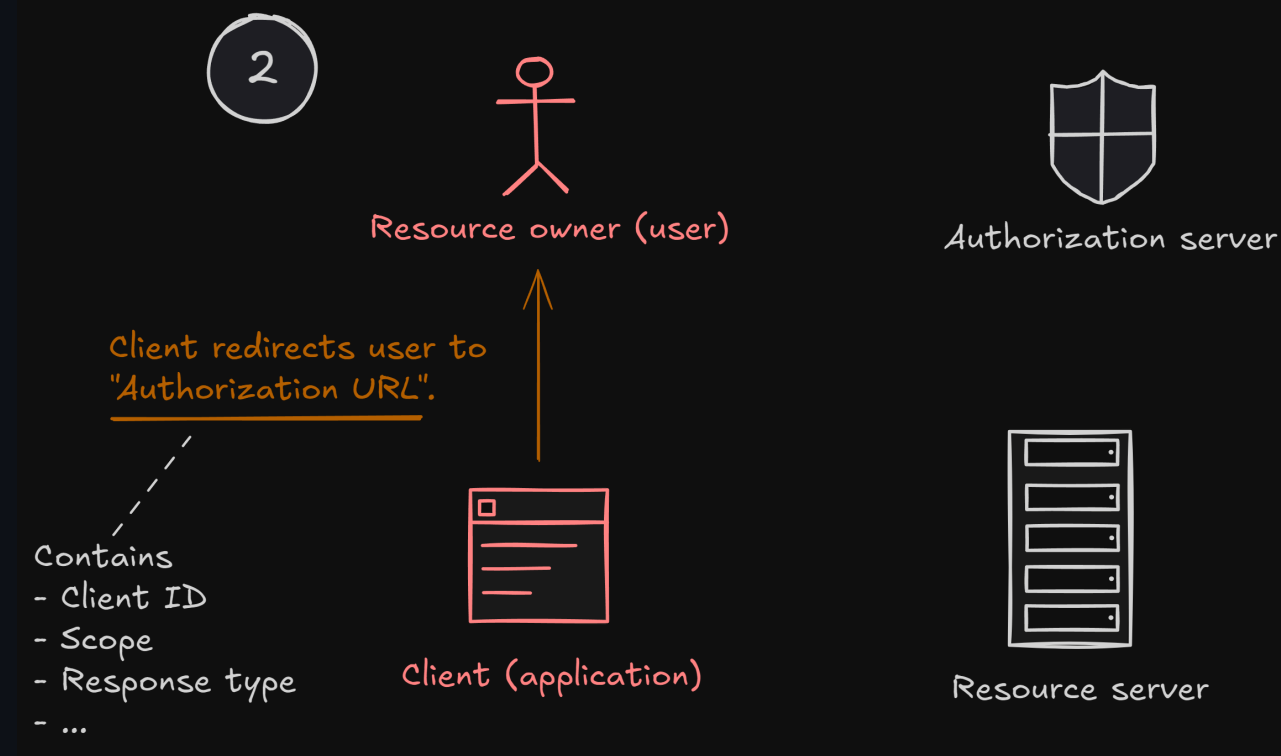 2
Resource owner (user)
Authorization server
Client redirects user to
"Authorization URL".
Contains
- Client ID
- Scope
- Response type
- ...
Client (application)
Resource server